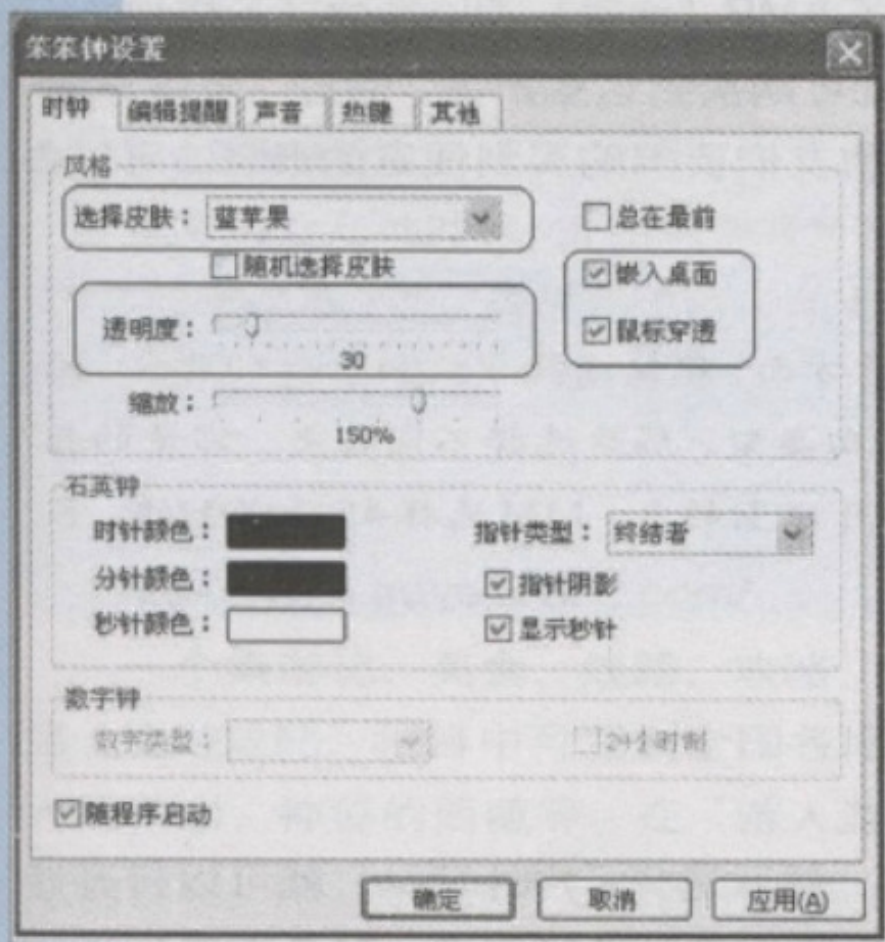 笨笨钟设置
时钟 编辑提醒 声音 热键 其他
风格
选择皮肤： 蓝苹果 总在最前
随机选择皮肤 嵌入桌面
透明度： 鼠标穿透
30
缩放：
150%
石英钟
时针颜色： 指针类型： 终结者
分针颜色： 指针阴影
秒针颜色： 显示秒针
数字钟
数字类型： 24小时制
随程序启动
确定 取消 应用(A)